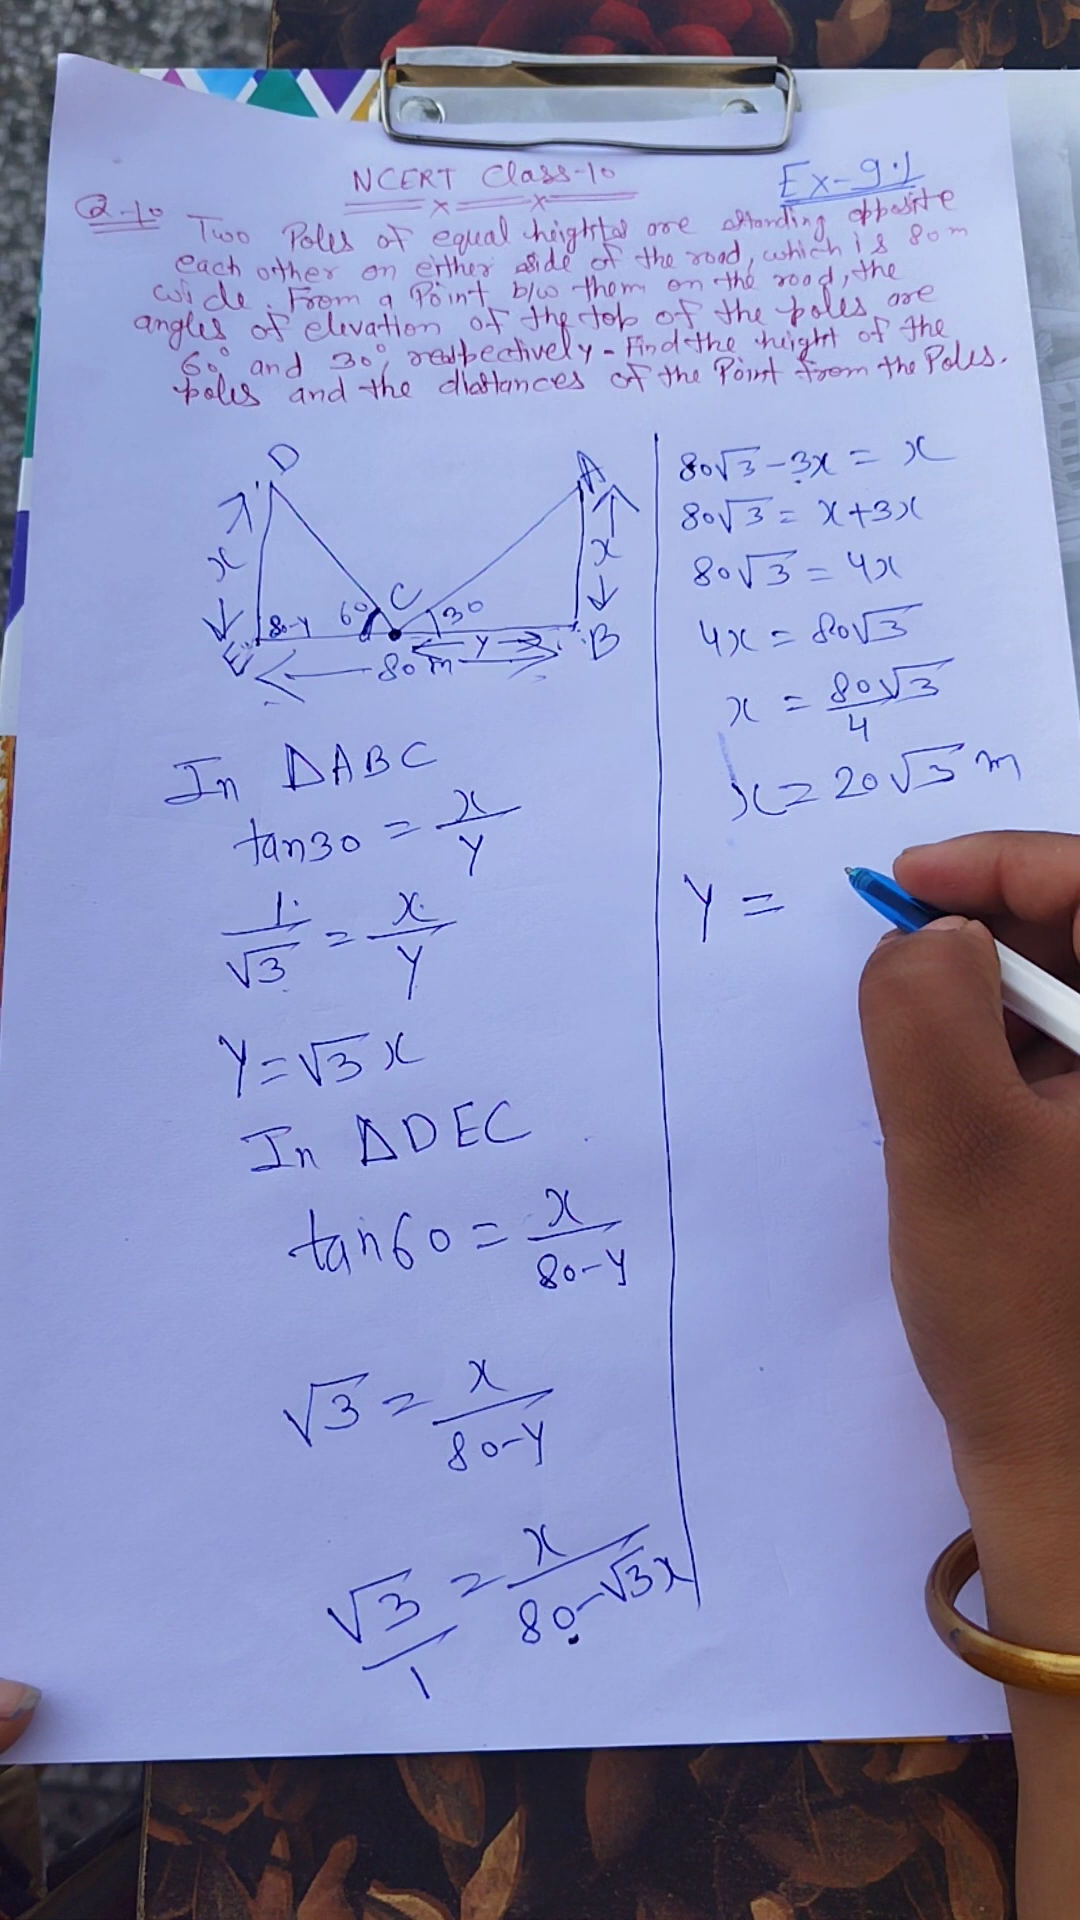 NCERT Class-10
Ex-9.1
Q-10 Two Poles of equal heights are standing opposite
each other on either side of the road, which is 80m
wide. From a Point b/w them on the road, the
angles of elevation of the top of the poles are
60° and 30°, respectively - Find the height of the
poles and the distances of the Point from the Poles.
D
A
x
x
C
80-y
60
30
E
y
B
80m
In ΔABC
tan30 = x/y
1/√3 = x/y
y=√3 x
In ΔDEC
tan60 = x/80-y
√3 = x/80-y
√3/1 = x/80-√3x
80√3-3x = x
80√3 = x+3x
80√3 = 4x
4x = 80√3
x = 80√3/4
x = 20√3 m
y =